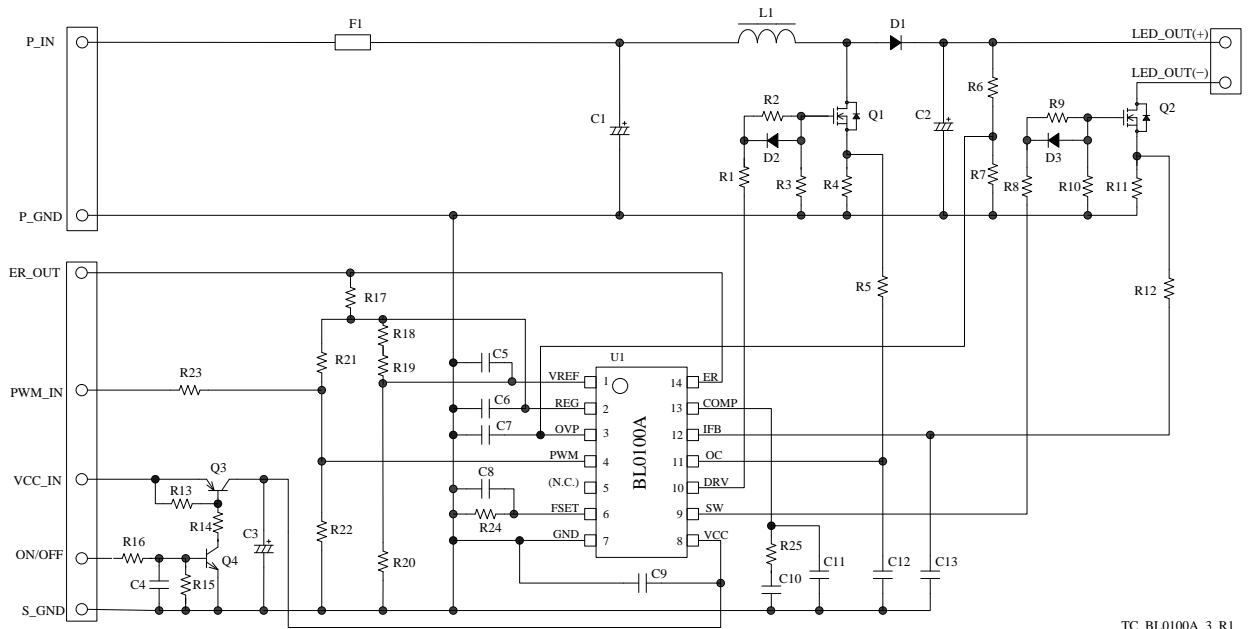 L1
F1
D1
P_IN
LED_OUT(+)
LED_OUT(−)
R6
R2
R9
C1
Q1
C2
Q2
D2
D3
R1
R3
R4
R7
R8
R10
R11
P_GND
ER_OUT
R17
R5
R12
R18
R21
R19
C5
U1
R23
PWM_IN
VREF
1
14
ER
C6
REG
2
13
COMP
C7
OVP
3
12
IFB
PWM
4
11
OC
BL0100A
Q3
C8
VCC_IN
(N.C.)
5
10
DRV
R13
R14
R24
FSET
6
9
SW
R22
C3
GND
7
8
VCC
R16
ON/OFF
Q4
R20
R25
C11
C12
C13
C4
R15
C9
C10
S_GND
TC_BL0100A_3_R1